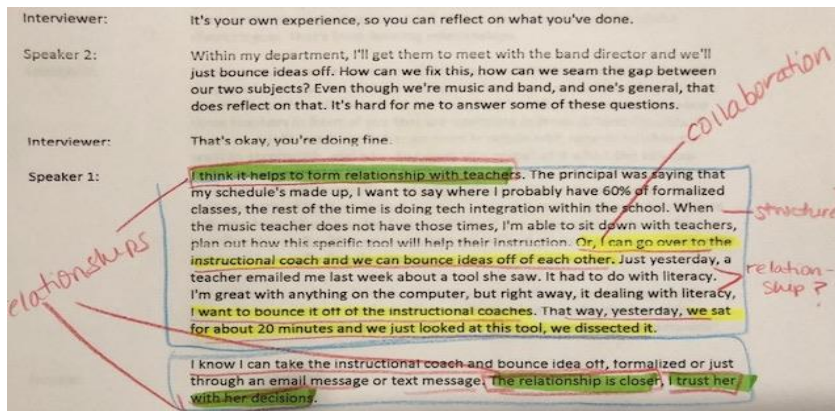 Interviewer: It's your own experience, so you can reflect on what you've done.
Speaker 2: Within my department, I'll get them to meet with the band director and we'll
just bounce ideas off. How can we fix this, how can we seam the gap between
our two subjects? Even though we're music and band, and one's general, that
does reflect on that. It's hard for me to answer some of these questions.
collaboration
Interviewer: That's okay, you're doing fine.
Speaker 1: I think it helps to form relationship with teachers. The principal was saying that
my schedule's made up, I want to say where I probably have 60% of formalized
classes, the rest of the time is doing tech integration within the school. When
the music teacher does not have those times, I'm able to sit down with teachers,
structure
plan out how this specific tool will help their instruction. Or, I can go over to the
instructional coach and we can bounce ideas off of each other. Just yesterday, a
teacher emailed me last week about a tool she saw. It had to do with literacy.
relation-
ship?
I'm great with anything on the computer, but right away, it dealing with literacy,
I want to bounce it off of the instructional coaches. That way, yesterday, we sat
for about 20 minutes and we just looked at this tool, we dissected it.
elationships
I know I can take the instructional coach and bounce idea off, formalized or just
through an email message or text message. The relationship is closer, I trust her
with her decisions.